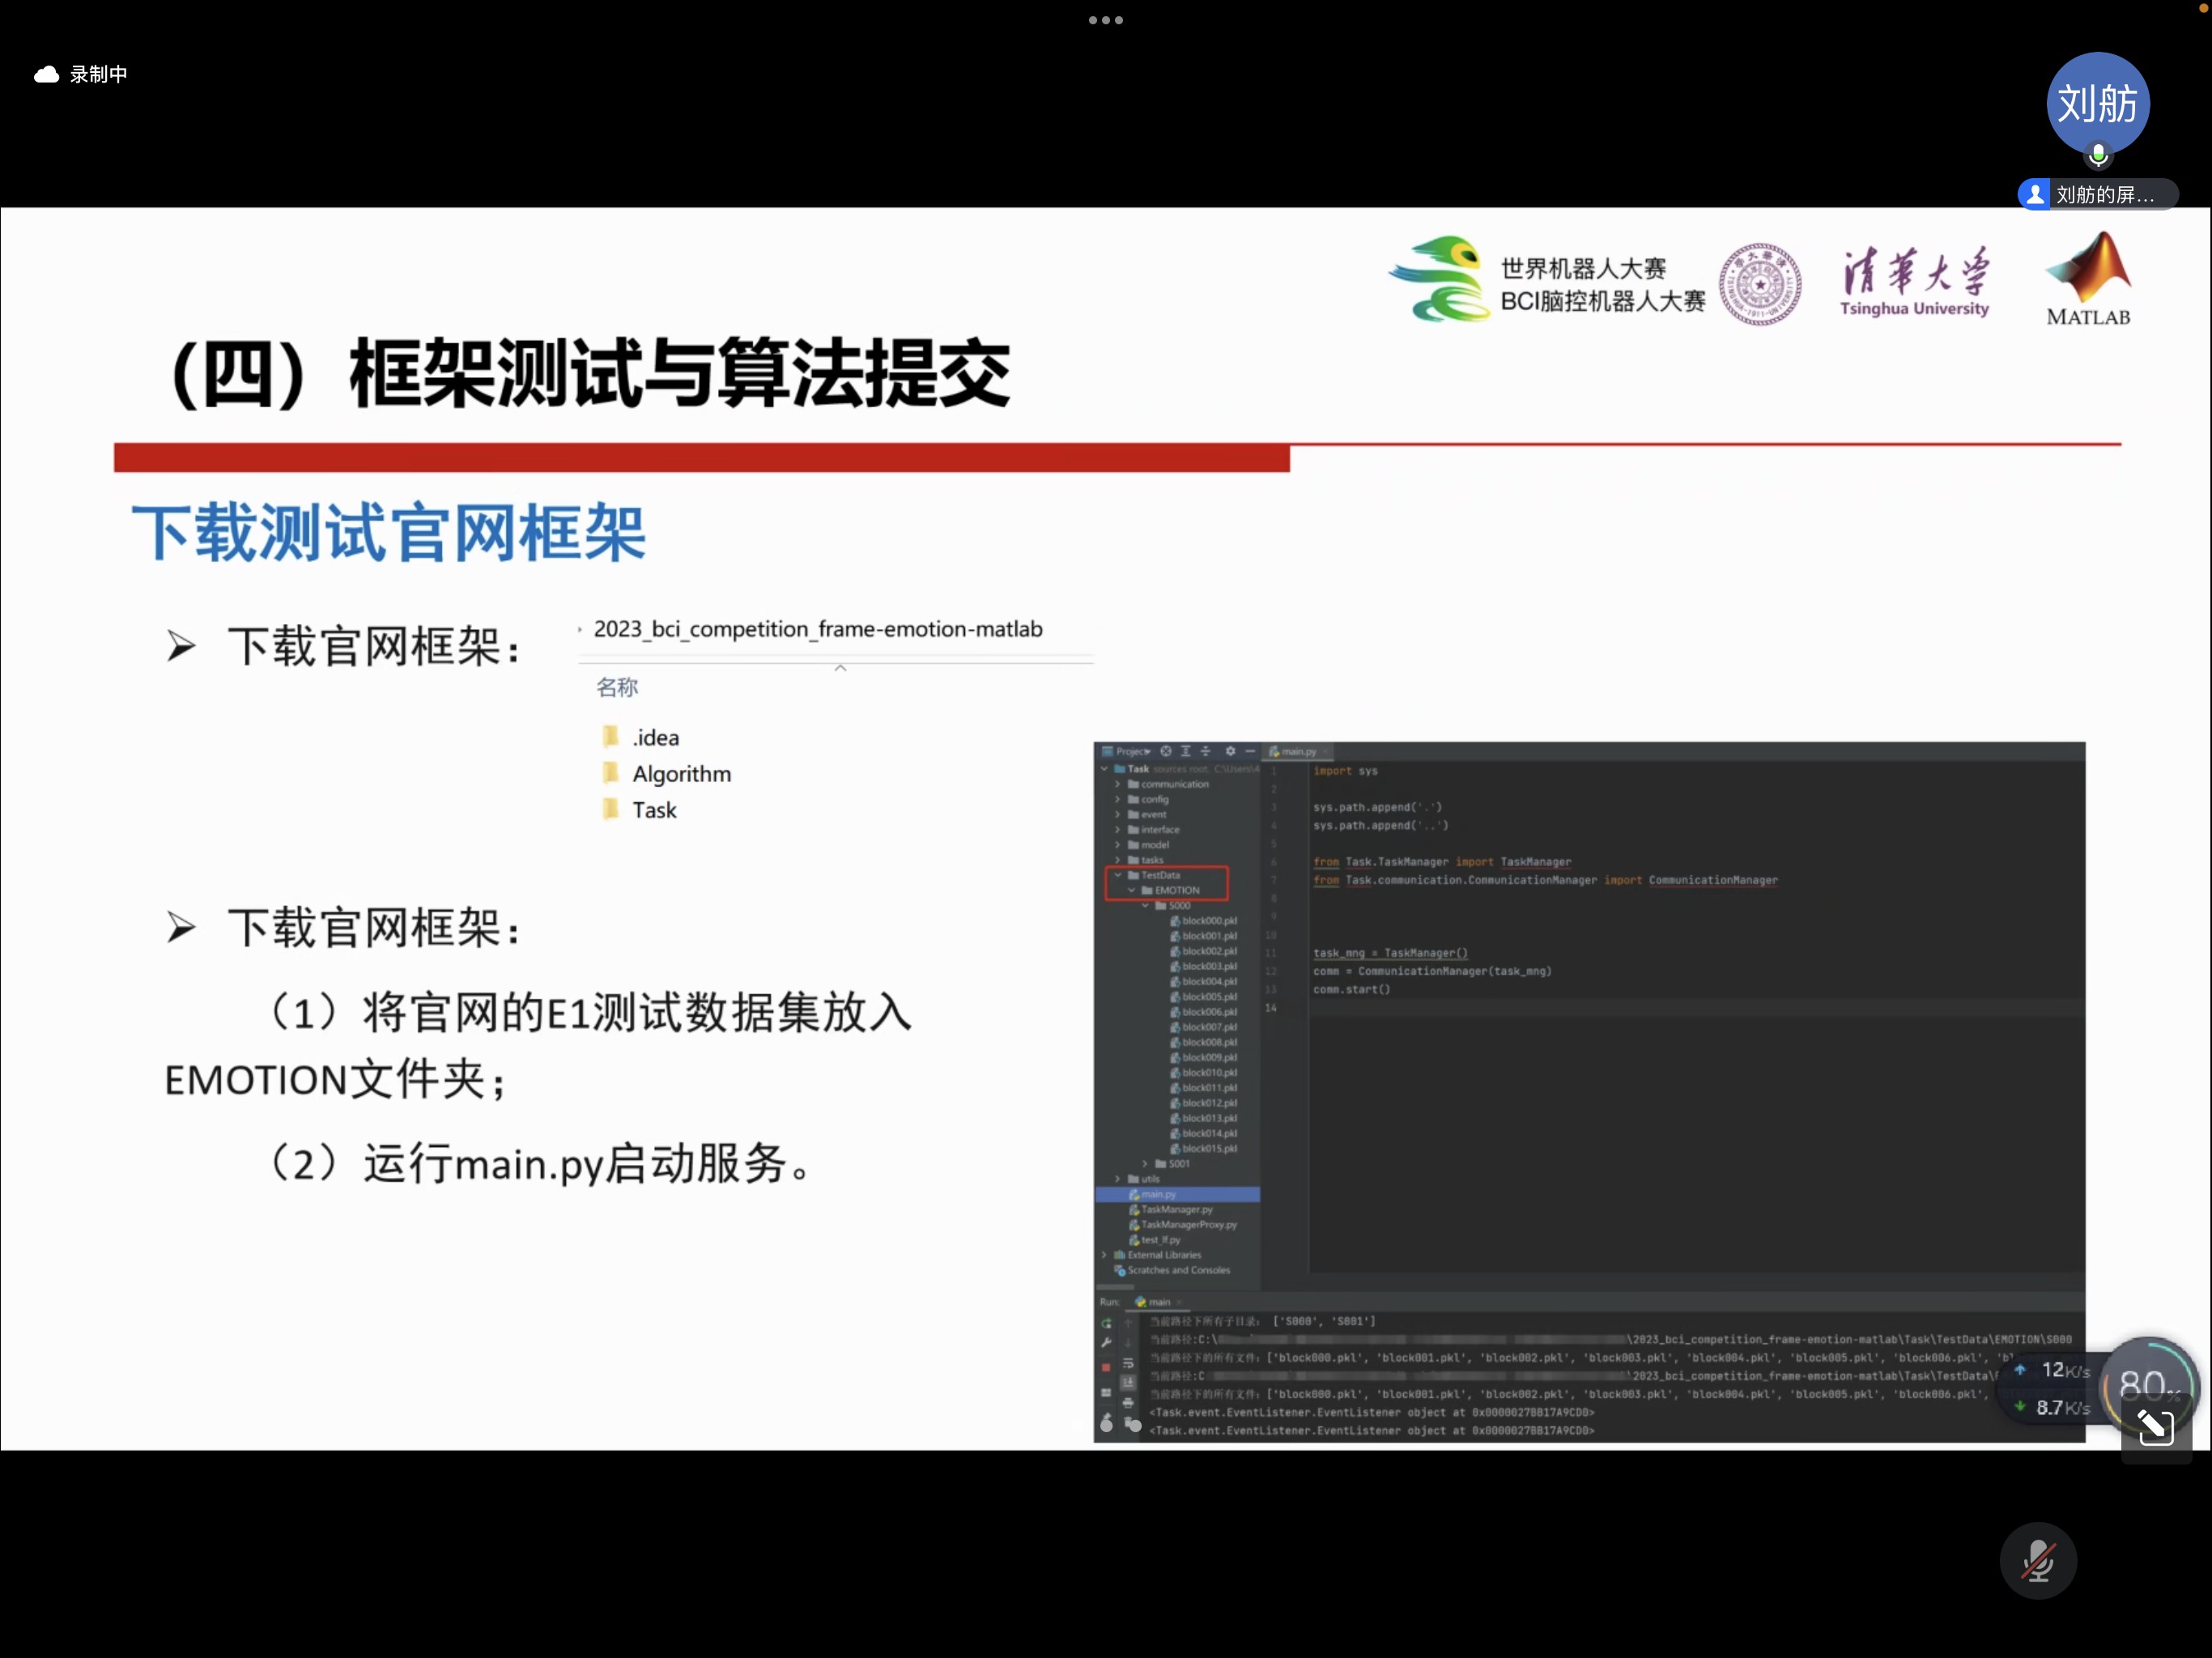 录制中
刘舫
刘舫的屏...
世界机器人大赛
BCI脑控机器人大赛
清华大学
Tsinghua University
MATLAB
（四）框架测试与算法提交
下载测试官网框架
➢ 下载官网框架：
2023_bci_competition_frame-emotion-matlab
名称
.idea
Algorithm
Task
➢ 下载官网框架：
（1）将官网的E1测试数据集放入
EMOTION文件夹；
（2）运行main.py启动服务。
Project
main.py
Task sources root: C:\Users\4
communication
config
event
interface
model
tasks
TestData
EMOTION
S000
block000.pkl
block001.pkl
block002.pkl
block003.pkl
block004.pkl
block005.pkl
block006.pkl
block007.pkl
block008.pkl
block009.pkl
block010.pkl
block011.pkl
block012.pkl
block013.pkl
block014.pkl
block015.pkl
S001
utils
main.py
TaskManager.py
TaskManagerProxy.py
test_lf.py
External Libraries
Scratches and Consoles
1 import sys
2
3 sys.path.append('.')
4 sys.path.append('..')
5
6 from Task.TaskManager import TaskManager
7 from Task.communication.CommunicationManager import CommunicationManager
8
9
10
11 task_mng = TaskManager()
12 comm = CommunicationManager(task_mng)
13 comm.start()
14
Run: main
当前路径下所有子目录： ['S000', 'S001']
当前路径:C:\ \2023_bci_competition_frame-emotion-matlab\Task\TestData\EMOTION\S000
当前路径下的所有文件：['block000.pkl', 'block001.pkl', 'block002.pkl', 'block003.pkl', 'block004.pkl', 'block005.pkl', 'block006.pkl', 'bl
当前路径:C \2023_bci_competition_frame-emotion-matlab\Task\TestData\E
当前路径下的所有文件：['block000.pkl', 'block001.pkl', 'block002.pkl', 'block003.pkl', 'block004.pkl', 'block005.pkl', 'block006.pkl',
<Task.event.EventListener.EventListener object at 0x0000027BB17A9CD0>
<Task.event.EventListener.EventListener object at 0x0000027BB17A9CD0>
12K/s
8.7K/s
80%